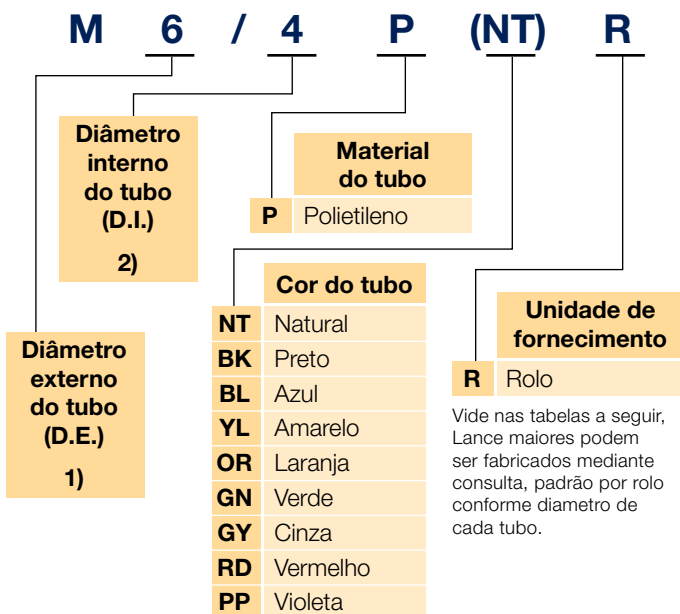 M 6 / 4 P (NT) R
Diâmetro
interno
do tubo
(D.I.)
2)
Material
do tubo
P Polietileno
Diâmetro
externo
do tubo
(D.E.)
1)
Cor do tubo
NT Natural
BK Preto
BL Azul
YL Amarelo
OR Laranja
GN Verde
GY Cinza
RD Vermelho
PP Violeta
Unidade de
fornecimento
R Rolo
Vide nas tabelas a seguir,
Lance maiores podem
ser fabricados mediante
consulta, padrão por rolo
conforme diametro de
cada tubo.